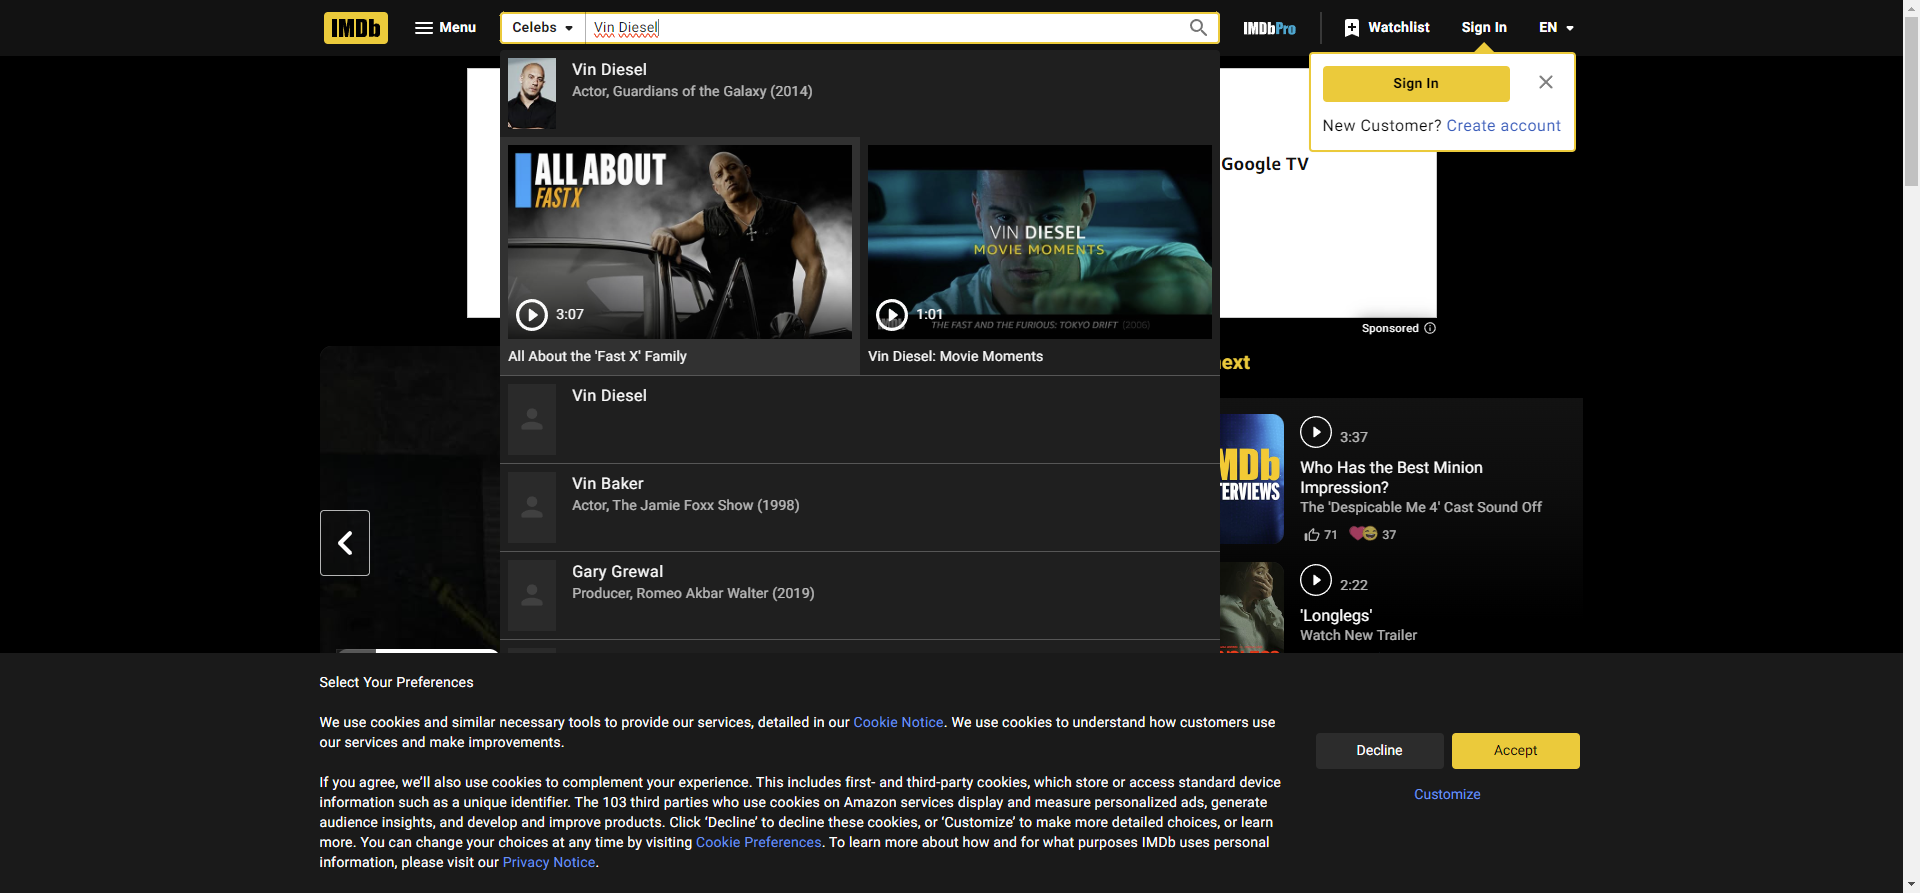 IMDb
Menu
Celebs
Vin Diesel
IMDbPro
Watchlist
Sign In
EN
Sign In
New Customer? Create account
Google TV
Vin Diesel
Actor, Guardians of the Galaxy (2014)
ALL ABOUT
FAST X
3:07
All About the 'Fast X' Family
VIN DIESEL
MOVIE MOMENTS
1:01
THE FAST AND THE FURIOUS: TOKYO DRIFT (2006)
Vin Diesel: Movie Moments
Sponsored
ext
Vin Diesel
Vin Baker
Actor, The Jamie Foxx Show (1998)
Gary Grewal
Producer, Romeo Akbar Walter (2019)
MDb
TERVIEWS
3:37
Who Has the Best Minion
Impression?
The 'Despicable Me 4' Cast Sound Off
71
37
2:22
'Longlegs'
Watch New Trailer
Select Your Preferences
We use cookies and similar necessary tools to provide our services, detailed in our Cookie Notice. We use cookies to understand how customers use
our services and make improvements.
If you agree, we’ll also use cookies to complement your experience. This includes first- and third-party cookies, which store or access standard device
information such as a unique identifier. The 103 third parties who use cookies on Amazon services display and measure personalized ads, generate
audience insights, and develop and improve products. Click ‘Decline’ to decline these cookies, or ‘Customize’ to make more detailed choices, or learn
more. You can change your choices at any time by visiting Cookie Preferences. To learn more about how and for what purposes IMDb uses personal
information, please visit our Privacy Notice.
Decline
Accept
Customize